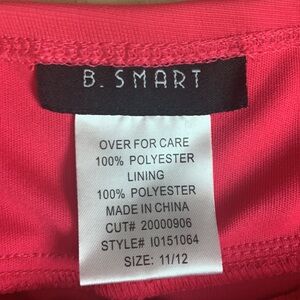 B. SMART
OVER FOR CARE
100% POLYESTER
LINING
100% POLYESTER
MADE IN CHINA
CUT# 20000906
STYLE# I0151064
SIZE: 11/12